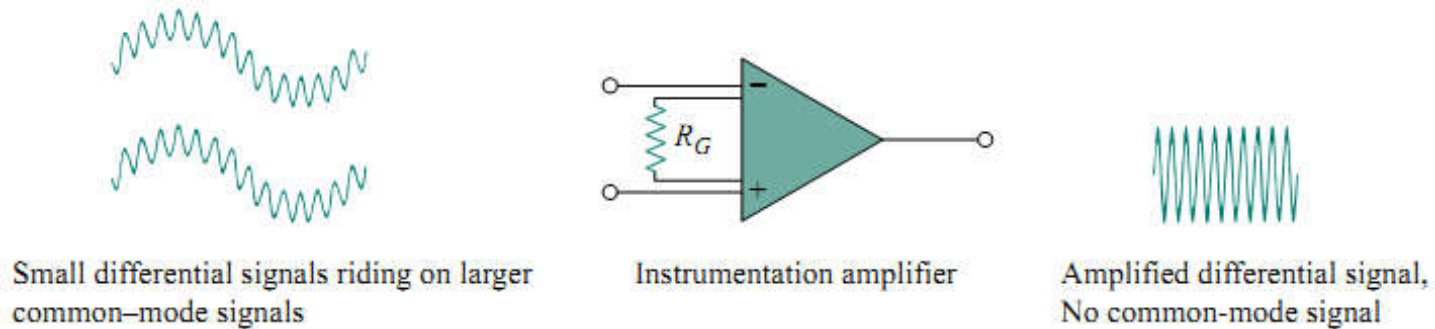 −
R_G
+
Small differential signals riding on larger
common–mode signals
Instrumentation amplifier
Amplified differential signal,
No common-mode signal